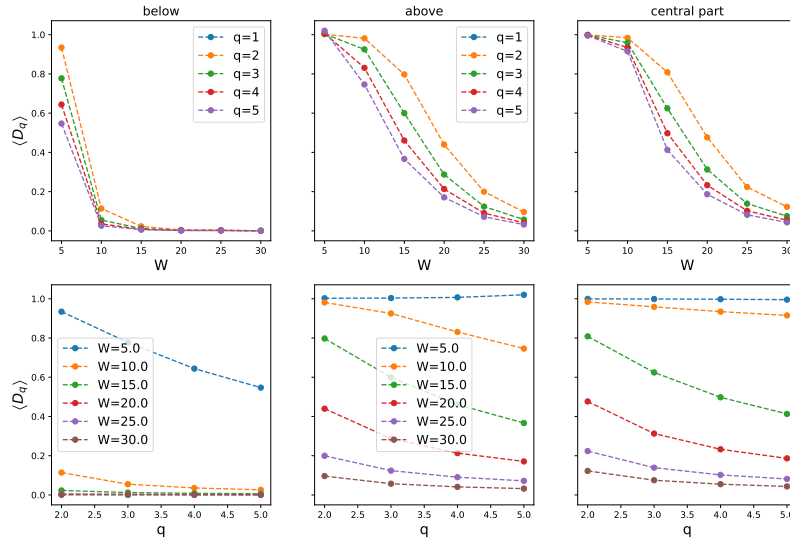 below
above
central part
⟨D_q⟩
1.0
0.8
0.6
0.4
0.2
0.0
q=1
q=2
q=3
q=4
q=5
5 10 15 20 25 30
W
q=1
q=2
q=3
q=4
q=5
5 10 15 20 25 30
W
5 10 15 20 25 30
W
⟨D_q⟩
1.0
0.8
0.6
0.4
0.2
0.0
W=5.0
W=10.0
W=15.0
W=20.0
W=25.0
W=30.0
2.0 2.5 3.0 3.5 4.0 4.5 5.0
q
W=5.0
W=10.0
W=15.0
W=20.0
W=25.0
W=30.0
2.0 2.5 3.0 3.5 4.0 4.5 5.0
q
2.0 2.5 3.0 3.5 4.0 4.5 5.0
q